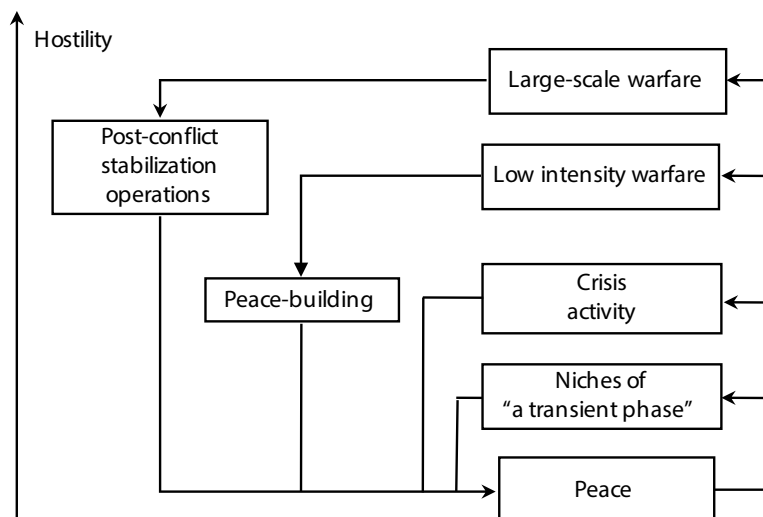 Hostility
Large-scale warfare
Post-conflict
stabilization
operations
Low intensity warfare
Peace-building
Crisis
activity
Niches of
“a transient phase”
Peace